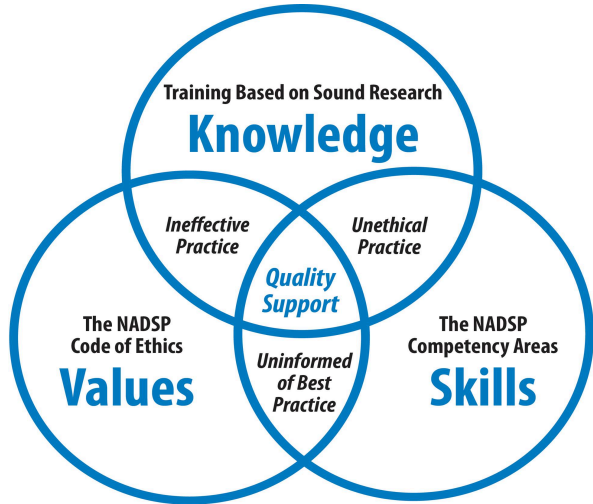 Training Based on Sound Research
Knowledge
Ineffective
Practice
Unethical
Practice
Quality
Support
The NADSP
Code of Ethics
Values
Uninformed
of Best
Practice
The NADSP
Competency Areas
Skills